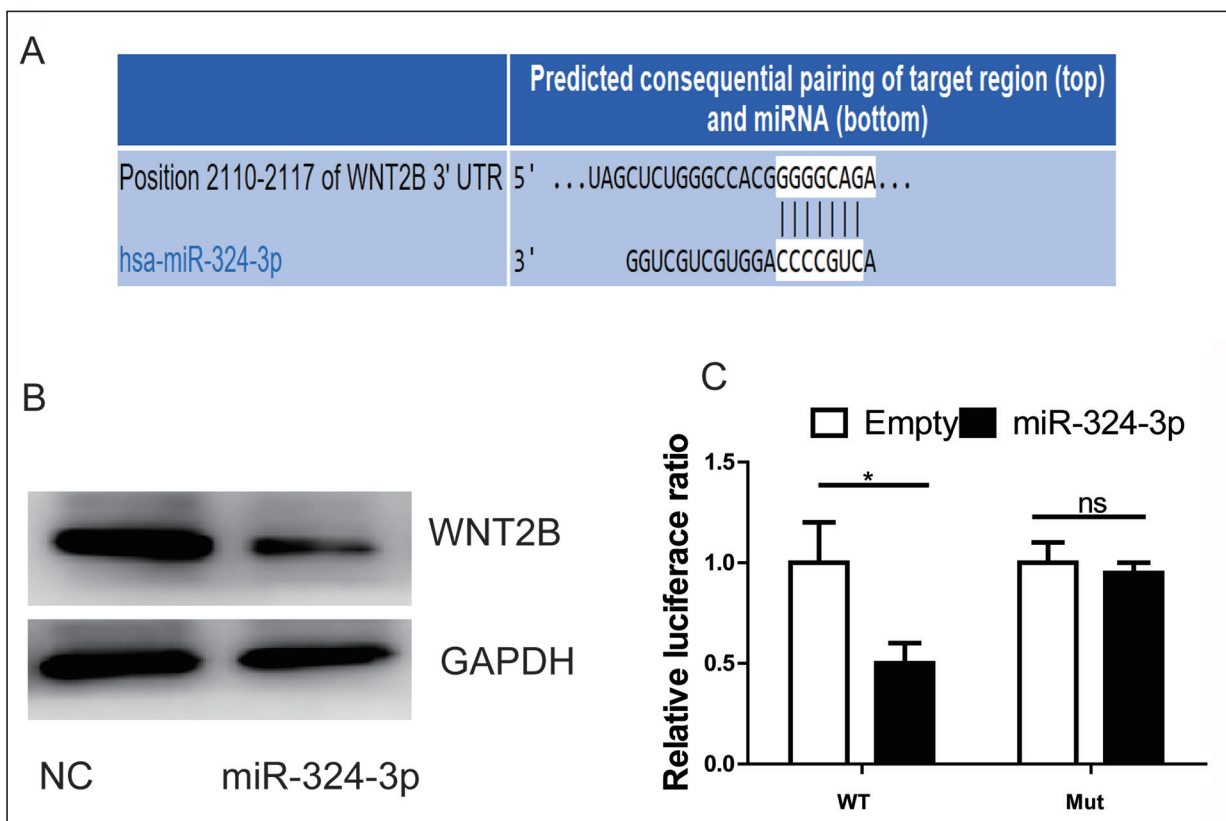 A
Predicted consequential pairing of target region (top)
and miRNA (bottom)
Position 2110-2117 of WNT2B 3' UTR 5' ...UAGCUCUGGGCCACGGGGGCAGA...
hsa-miR-324-3p 3' GGUCGUCGUGGACCCCGUCA
B
WNT2B
GAPDH
NC miR-324-3p
C
Empty miR-324-3p
Relative luciferace ratio
1.5
1.0
0.5
0.0
*
ns
WT Mut